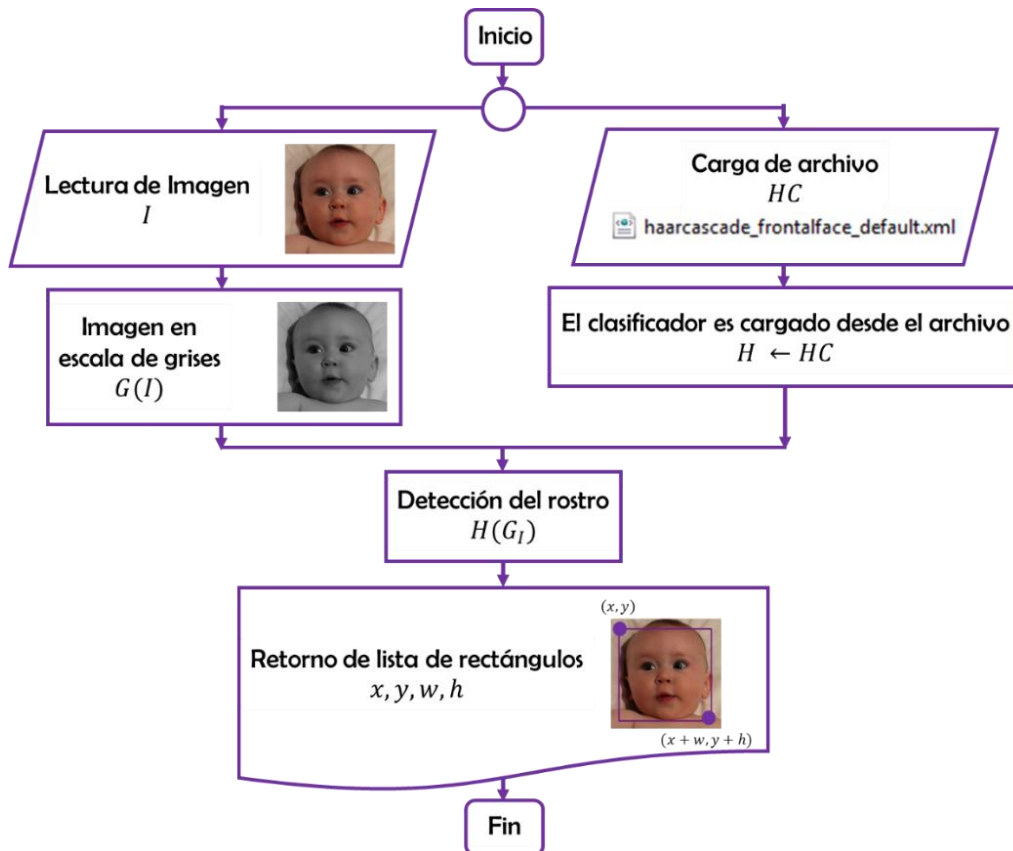 Inicio
Lectura de Imagen
I
Carga de archivo
HC
haarcascade_frontalface_default.xml
Imagen en
escala de grises
G(I)
El clasificador es cargado desde el archivo
H ← HC
Detección del rostro
H(G_I)
(x, y)
Retorno de lista de rectángulos
x, y, w, h
(x + w, y + h)
Fin